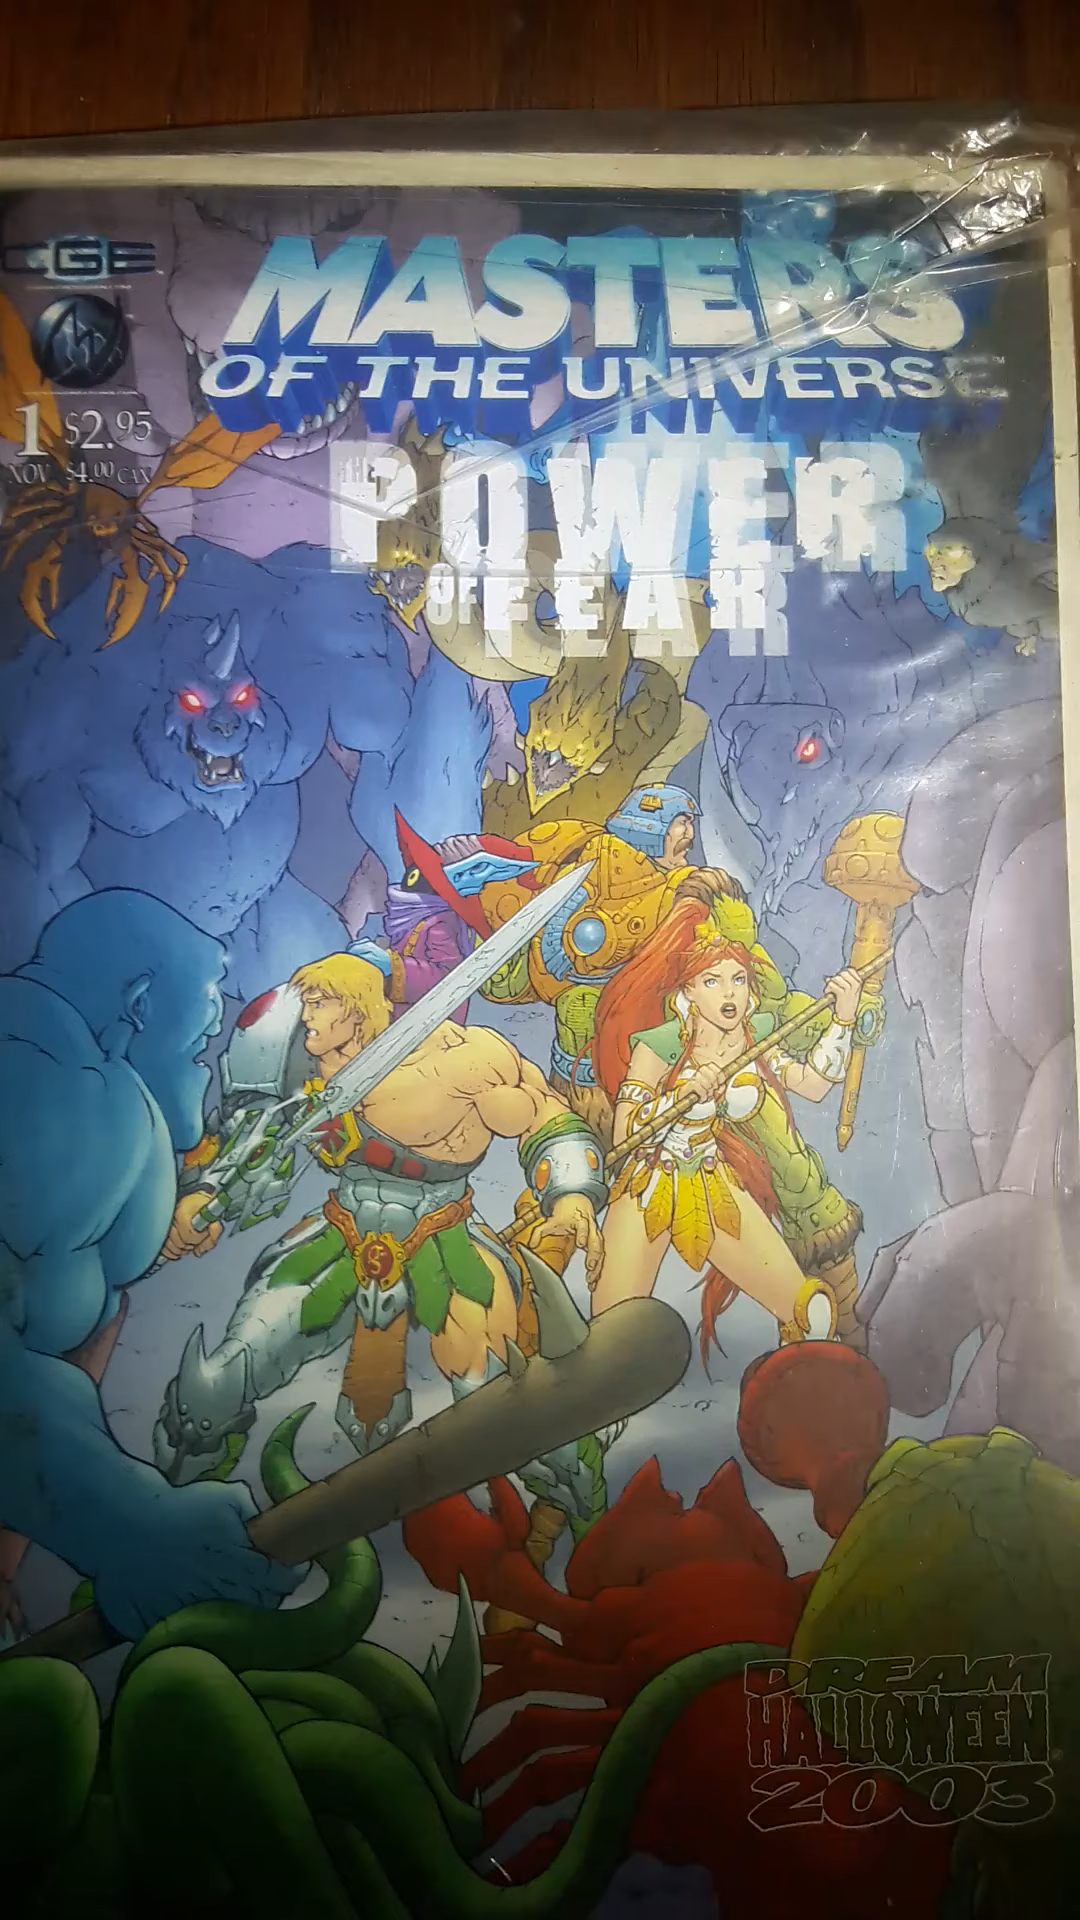 CGE
MASTERS
OF THE UNIVERSE
1 $2.95
NOV $4.00 CAN
THE POWER
OF FEAR
DREAM
HALLOWEEN
2003